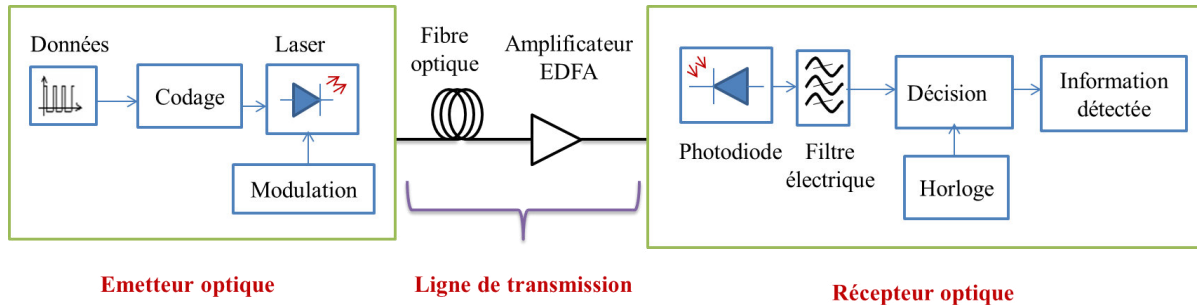 Données
Codage
Laser
Modulation
Emetteur optique
Fibre
optique
Amplificateur
EDFA
Ligne de transmission
Photodiode
Filtre
électrique
Décision
Horloge
Information
détectée
Récepteur optique